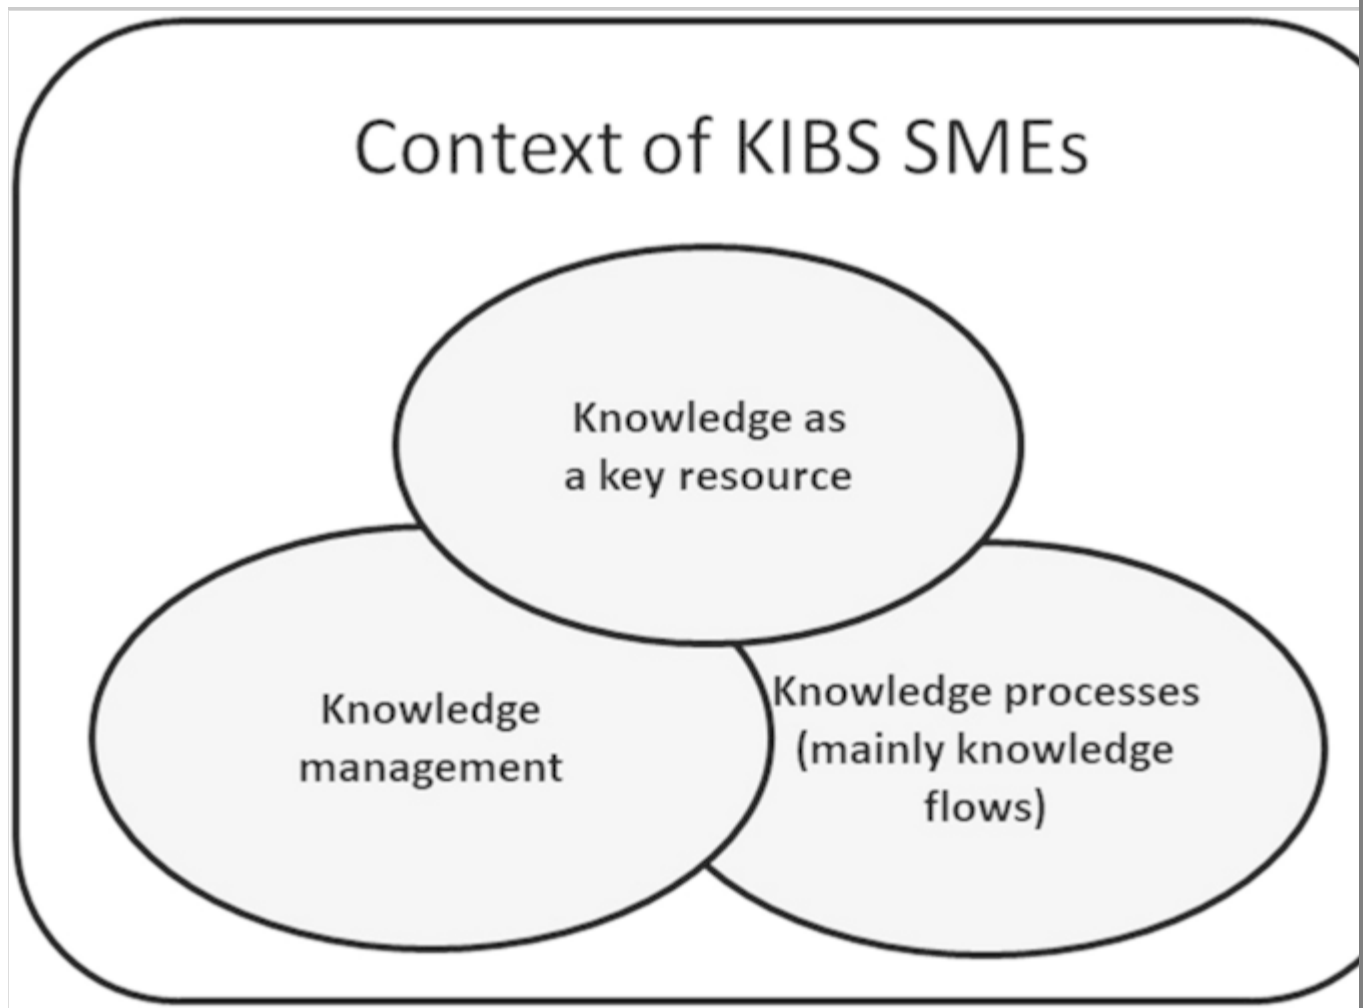 Context of KIBS SMEs
Knowledge as
a key resource
Knowledge
management
Knowledge processes
(mainly knowledge
flows)